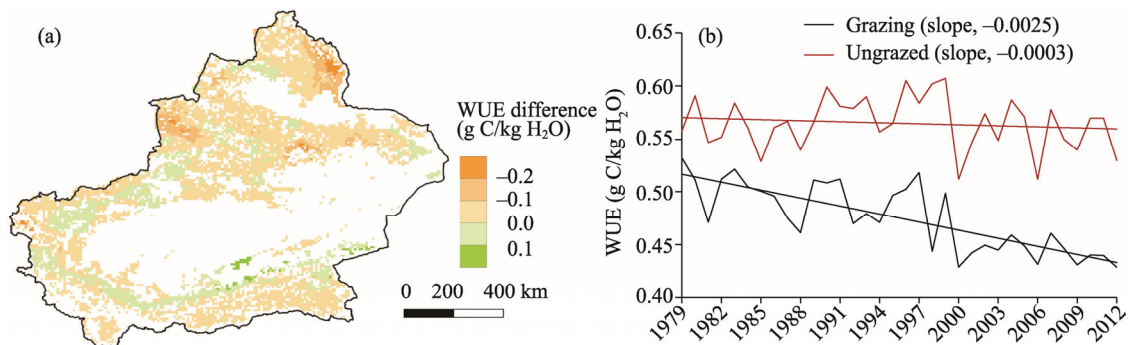 (a)
WUE difference
(g C/kg H₂O)
–0.2
–0.1
0.0
0.1
0 200 400 km
(b)
Grazing (slope, –0.0025)
Ungrazed (slope, –0.0003)
WUE (g C/kg H₂O)
0.65
0.60
0.55
0.50
0.45
0.40
1979 1982 1985 1988 1991 1994 1997 2000 2003 2006 2009 2012